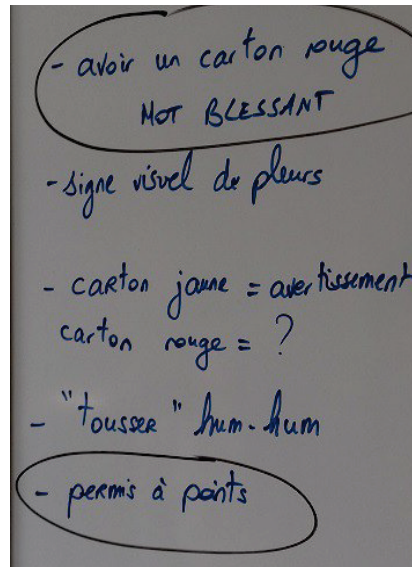 - avoir un carton rouge
MOT BLESSANT
- signe visuel de pleurs
- carton jaune = avertissement
carton rouge = ?
- "tousser" hum-hum
- permis à points